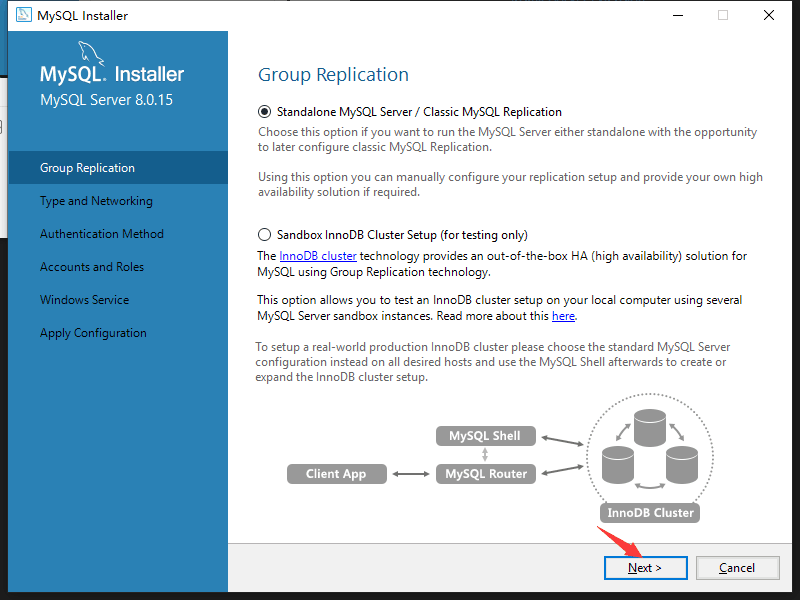 MySQL Installer
MySQL. Installer
MySQL Server 8.0.15
Group Replication
Type and Networking
Authentication Method
Accounts and Roles
Windows Service
Apply Configuration
Group Replication
Standalone MySQL Server / Classic MySQL Replication
Choose this option if you want to run the MySQL Server either standalone with the opportunity
to later configure classic MySQL Replication.
Using this option you can manually configure your replication setup and provide your own high
availability solution if required.
Sandbox InnoDB Cluster Setup (for testing only)
The InnoDB cluster technology provides an out-of-the-box HA (high availability) solution for
MySQL using Group Replication technology.
This option allows you to test an InnoDB cluster setup on your local computer using several
MySQL Server sandbox instances. Read more about this here.
To setup a real-world production InnoDB cluster please choose the standard MySQL Server
configuration instead on all desired hosts and use the MySQL Shell afterwards to create or
expand the InnoDB cluster setup.
MySQL Shell
Client App
MySQL Router
InnoDB Cluster
Next >
Cancel